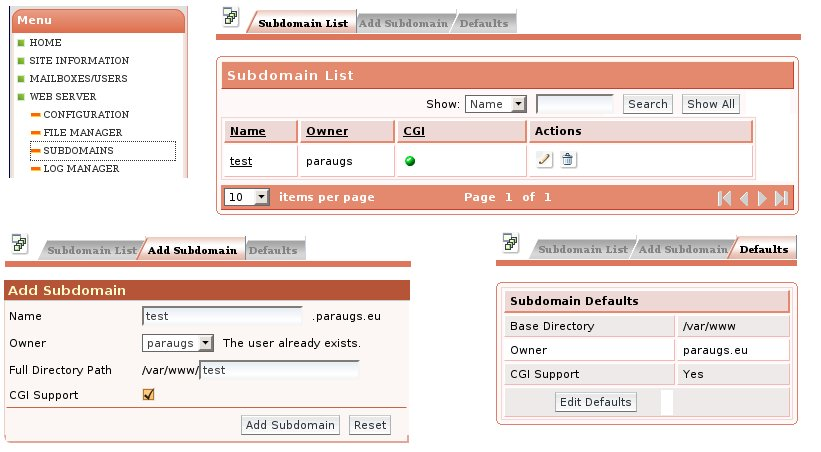 Menu
HOME
SITE INFORMATION
MAILBOXES/USERS
WEB SERVER
CONFIGURATION
FILE MANAGER
SUBDOMAINS
LOG MANAGER
Subdomain List Add Subdomain Defaults
Subdomain List
Show: Name Search Show All
Name Owner CGI Actions
test paraugs
10 items per page Page 1 of 1
Subdomain List Add Subdomain Defaults
Add Subdomain
Name test .paraugs.eu
Owner paraugs The user already exists.
Full Directory Path /var/www/ test
CGI Support
Add Subdomain Reset
Subdomain List Add Subdomain Defaults
Subdomain Defaults
Base Directory /var/www
Owner paraugs.eu
CGI Support Yes
Edit Defaults